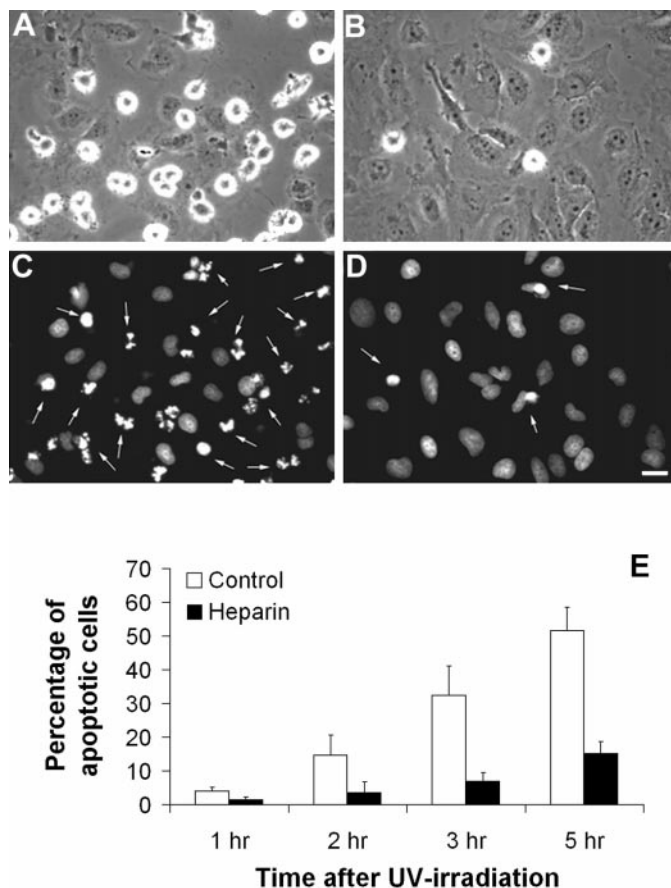 A
B
C
D
E
Control
Heparin
Percentage of
apoptotic cells
70
60
50
40
30
20
10
0
1 hr
2 hr
3 hr
5 hr
Time after UV-irradiation